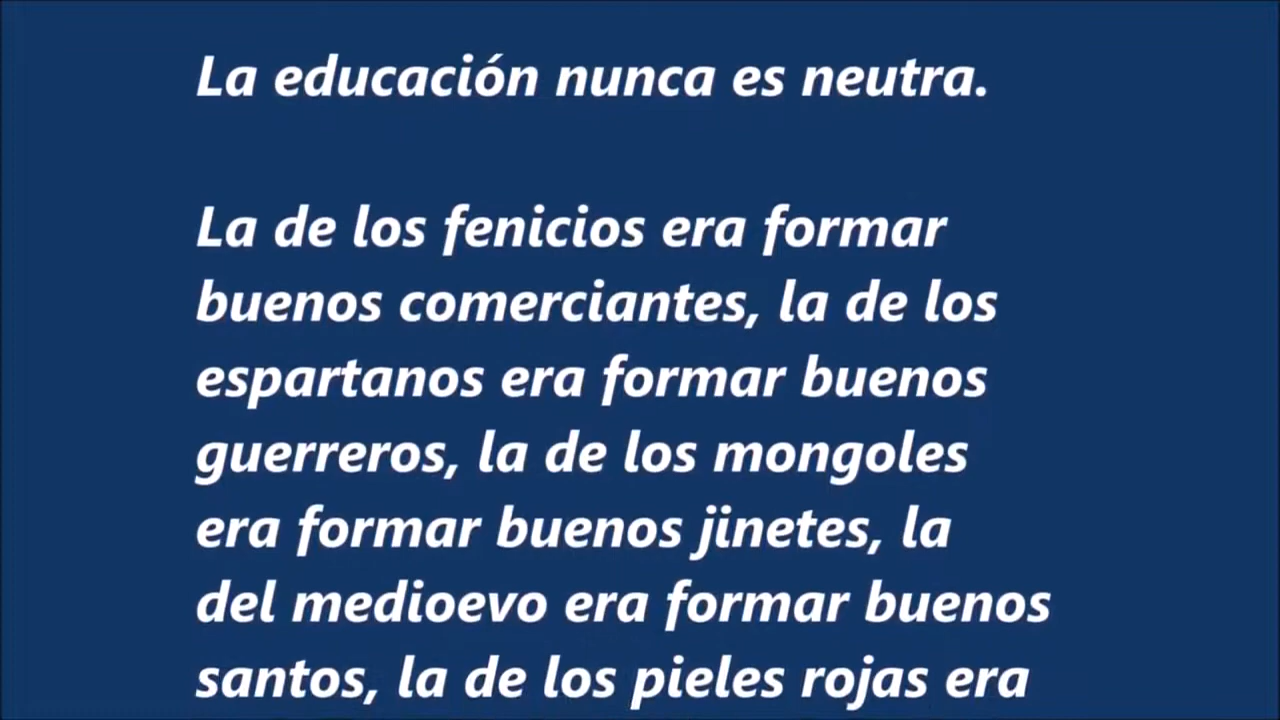 La educación nunca es neutra.
La de los fenicios era formar
buenos comerciantes, la de los
espartanos era formar buenos
guerreros, la de los mongoles
era formar buenos jinetes, la
del medioevo era formar buenos
santos, la de los pieles rojas era